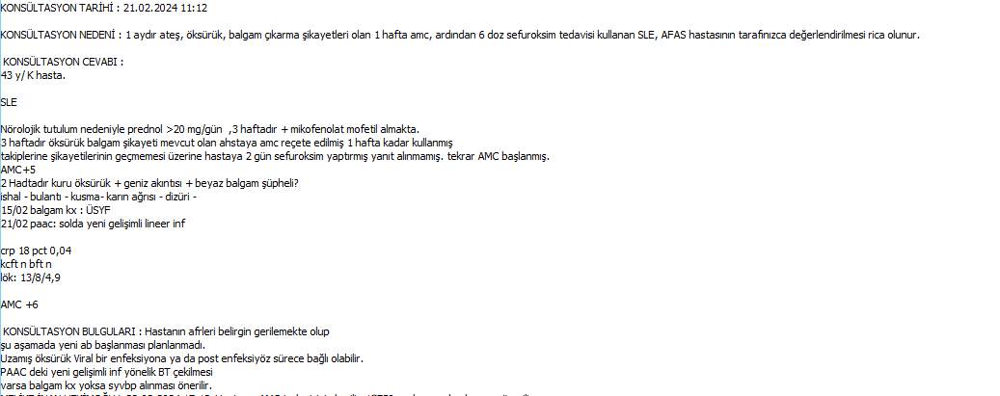 KONSÜLTASYON TARİHİ : 21.02.2024 11:12
KONSÜLTASYON NEDENİ : 1 aydır ateş, öksürük, balgam çıkarma şikayetleri olan 1 hafta amc, ardından 6 doz sefuroksim tedavisi kullanan SLE, AFAS hastasının tarafınızca değerlendirilmesi rica olunur.
KONSÜLTASYON CEVABI :
43 y/ K hasta.
SLE
Nörolojik tutulum nedeniyle prednol >20 mg/gün ,3 haftadır + mikofenolat mofetil almakta.
3 haftadır öksürük balgam şikayeti mevcut olan ahstaya amc reçete edilmiş 1 hafta kadar kullanmış
takiplerine şikayetilerinin geçmemesi üzerine hastaya 2 gün sefuroksim yaptırmış yanıt alınmamış. tekrar AMC başlanmış.
AMC+5
2 Hadtadır kuru öksürük + geniz akıntısı + beyaz balgam şüpheli?
ishal - bulantı - kusma- karın ağrısı - dizüri -
15/02 balgam kx : ÜSYF
21/02 paac: solda yeni gelişimli lineer inf
crp 18 pct 0,04
kcft n bft n
lök: 13/8/4,9
AMC +6
KONSÜLTASYON BULGULARI : Hastanın afrleri belirgin gerilemekte olup
şu aşamada yeni ab başlanması planlanmadı.
Uzamış öksürük Viral bir enfeksiyona ya da post enfeksiyöz sürece bağlı olabilir.
PAAC deki yeni gelişimli inf yönelik BT çekilmesi
varsa balgam kx yoksa syvbp alınması önerilir.